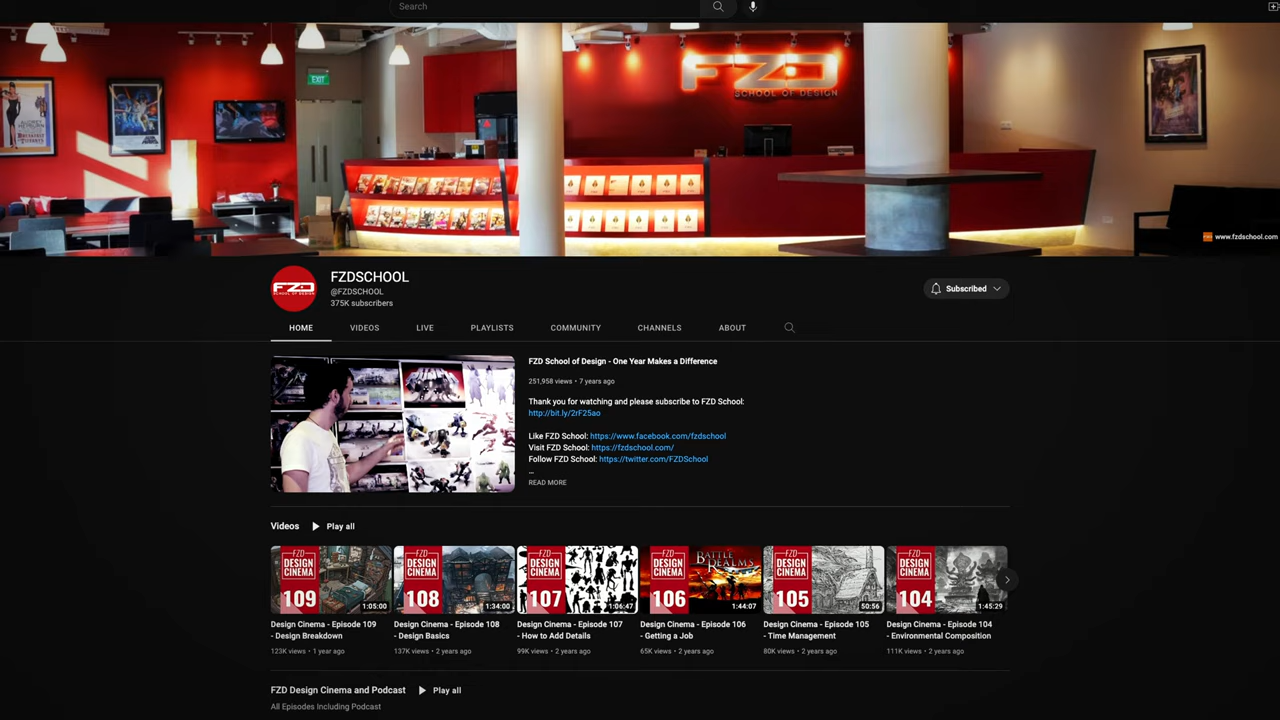 Search
EXIT
FZD
SCHOOL OF DESIGN
www.fzdschool.com
FZD
SCHOOL OF DESIGN
FZDSCHOOL
@FZDSCHOOL
375K subscribers
Subscribed
HOME
VIDEOS
LIVE
PLAYLISTS
COMMUNITY
CHANNELS
ABOUT
FZD School of Design - One Year Makes a Difference
251,958 views • 7 years ago
Thank you for watching and please subscribe to FZD School:
http://bit.ly/2rF25ao
Like FZD School: https://www.facebook.com/fzdschool
Visit FZD School: https://fzdschool.com/
Follow FZD School: https://twitter.com/FZDSchool
...
READ MORE
Videos
Play all
FZD
DESIGN
CINEMA
109
1:05:00
FZD
DESIGN
CINEMA
108
1:34:00
FZD
DESIGN
CINEMA
107
1:06:47
FZD
DESIGN
CINEMA
106
BATTLE
REALMS
1:44:07
FZD
DESIGN
CINEMA
105
50:56
FZD
DESIGN
CINEMA
104
1:45:29
Design Cinema - Episode 109
- Design Breakdown
123K views • 1 year ago
Design Cinema - Episode 108
- Design Basics
137K views • 2 years ago
Design Cinema - Episode 107
- How to Add Details
99K views • 2 years ago
Design Cinema - Episode 106
- Getting a Job
65K views • 2 years ago
Design Cinema - Episode 105
- Time Management
80K views • 2 years ago
Design Cinema - Episode 104
- Environmental Composition
111K views • 2 years ago
FZD Design Cinema and Podcast
Play all
All Episodes Including Podcast